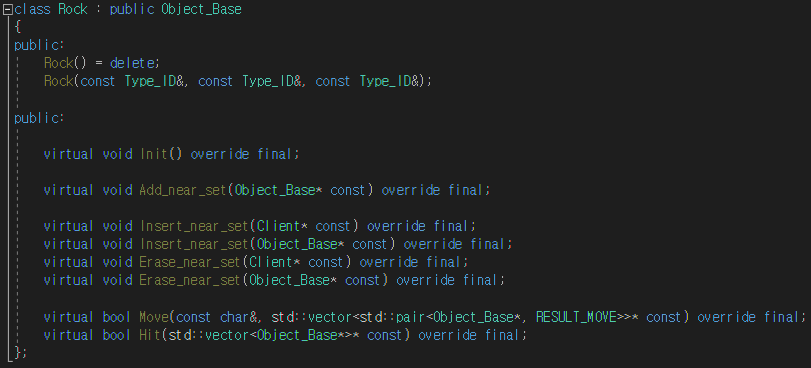 class Rock : public Object_Base
{
public:
Rock() = delete;
Rock(const Type_ID&, const Type_ID&, const Type_ID&);
public:
virtual void Init() override final;
virtual void Add_near_set(Object_Base* const) override final;
virtual void Insert_near_set(Client* const) override final;
virtual void Insert_near_set(Object_Base* const) override final;
virtual void Erase_near_set(Client* const) override final;
virtual void Erase_near_set(Object_Base* const) override final;
virtual bool Move(const char&, std::vector<std::pair<Object_Base*, RESULT_MOVE>>* const) override final;
virtual bool Hit(std::vector<Object_Base*>* const) override final;
};